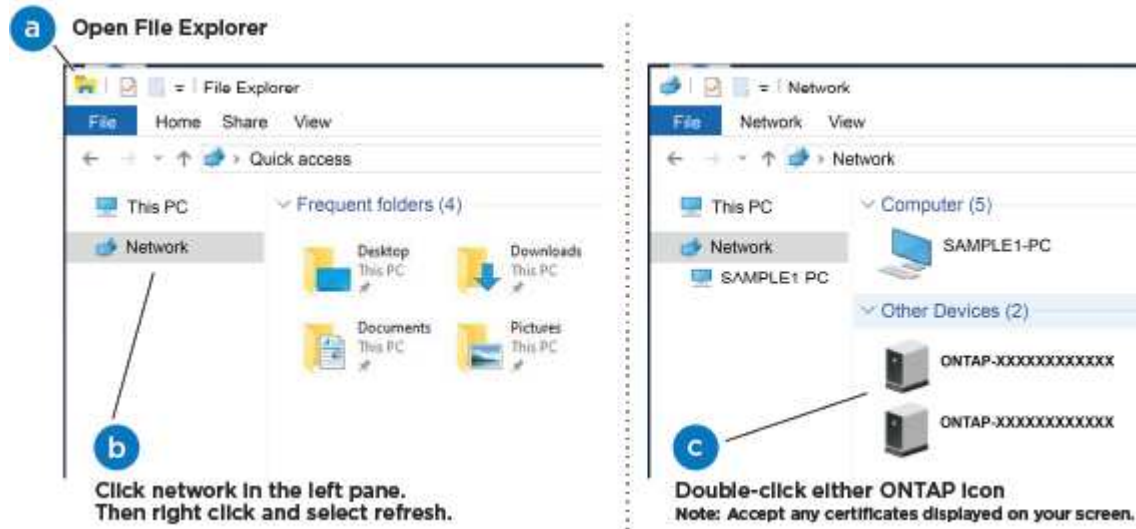 a
Open File Explorer
File Explorer
File Home Share View
Quick access
This PC
Network
Frequent folders (4)
Desktop
This PC
Downloads
This PC
Documents
This PC
Pictures
This PC
b
Click network in the left pane.
Then right click and select refresh.
Network
File Network View
Network
This PC
Network
SAMPLE1 PC
Computer (5)
SAMPLE1-PC
Other Devices (2)
ONTAP-XXXXXXXXXXXX
ONTAP-XXXXXXXXXXXX
c
Double-click either ONTAP icon
Note: Accept any certificates displayed on your screen.